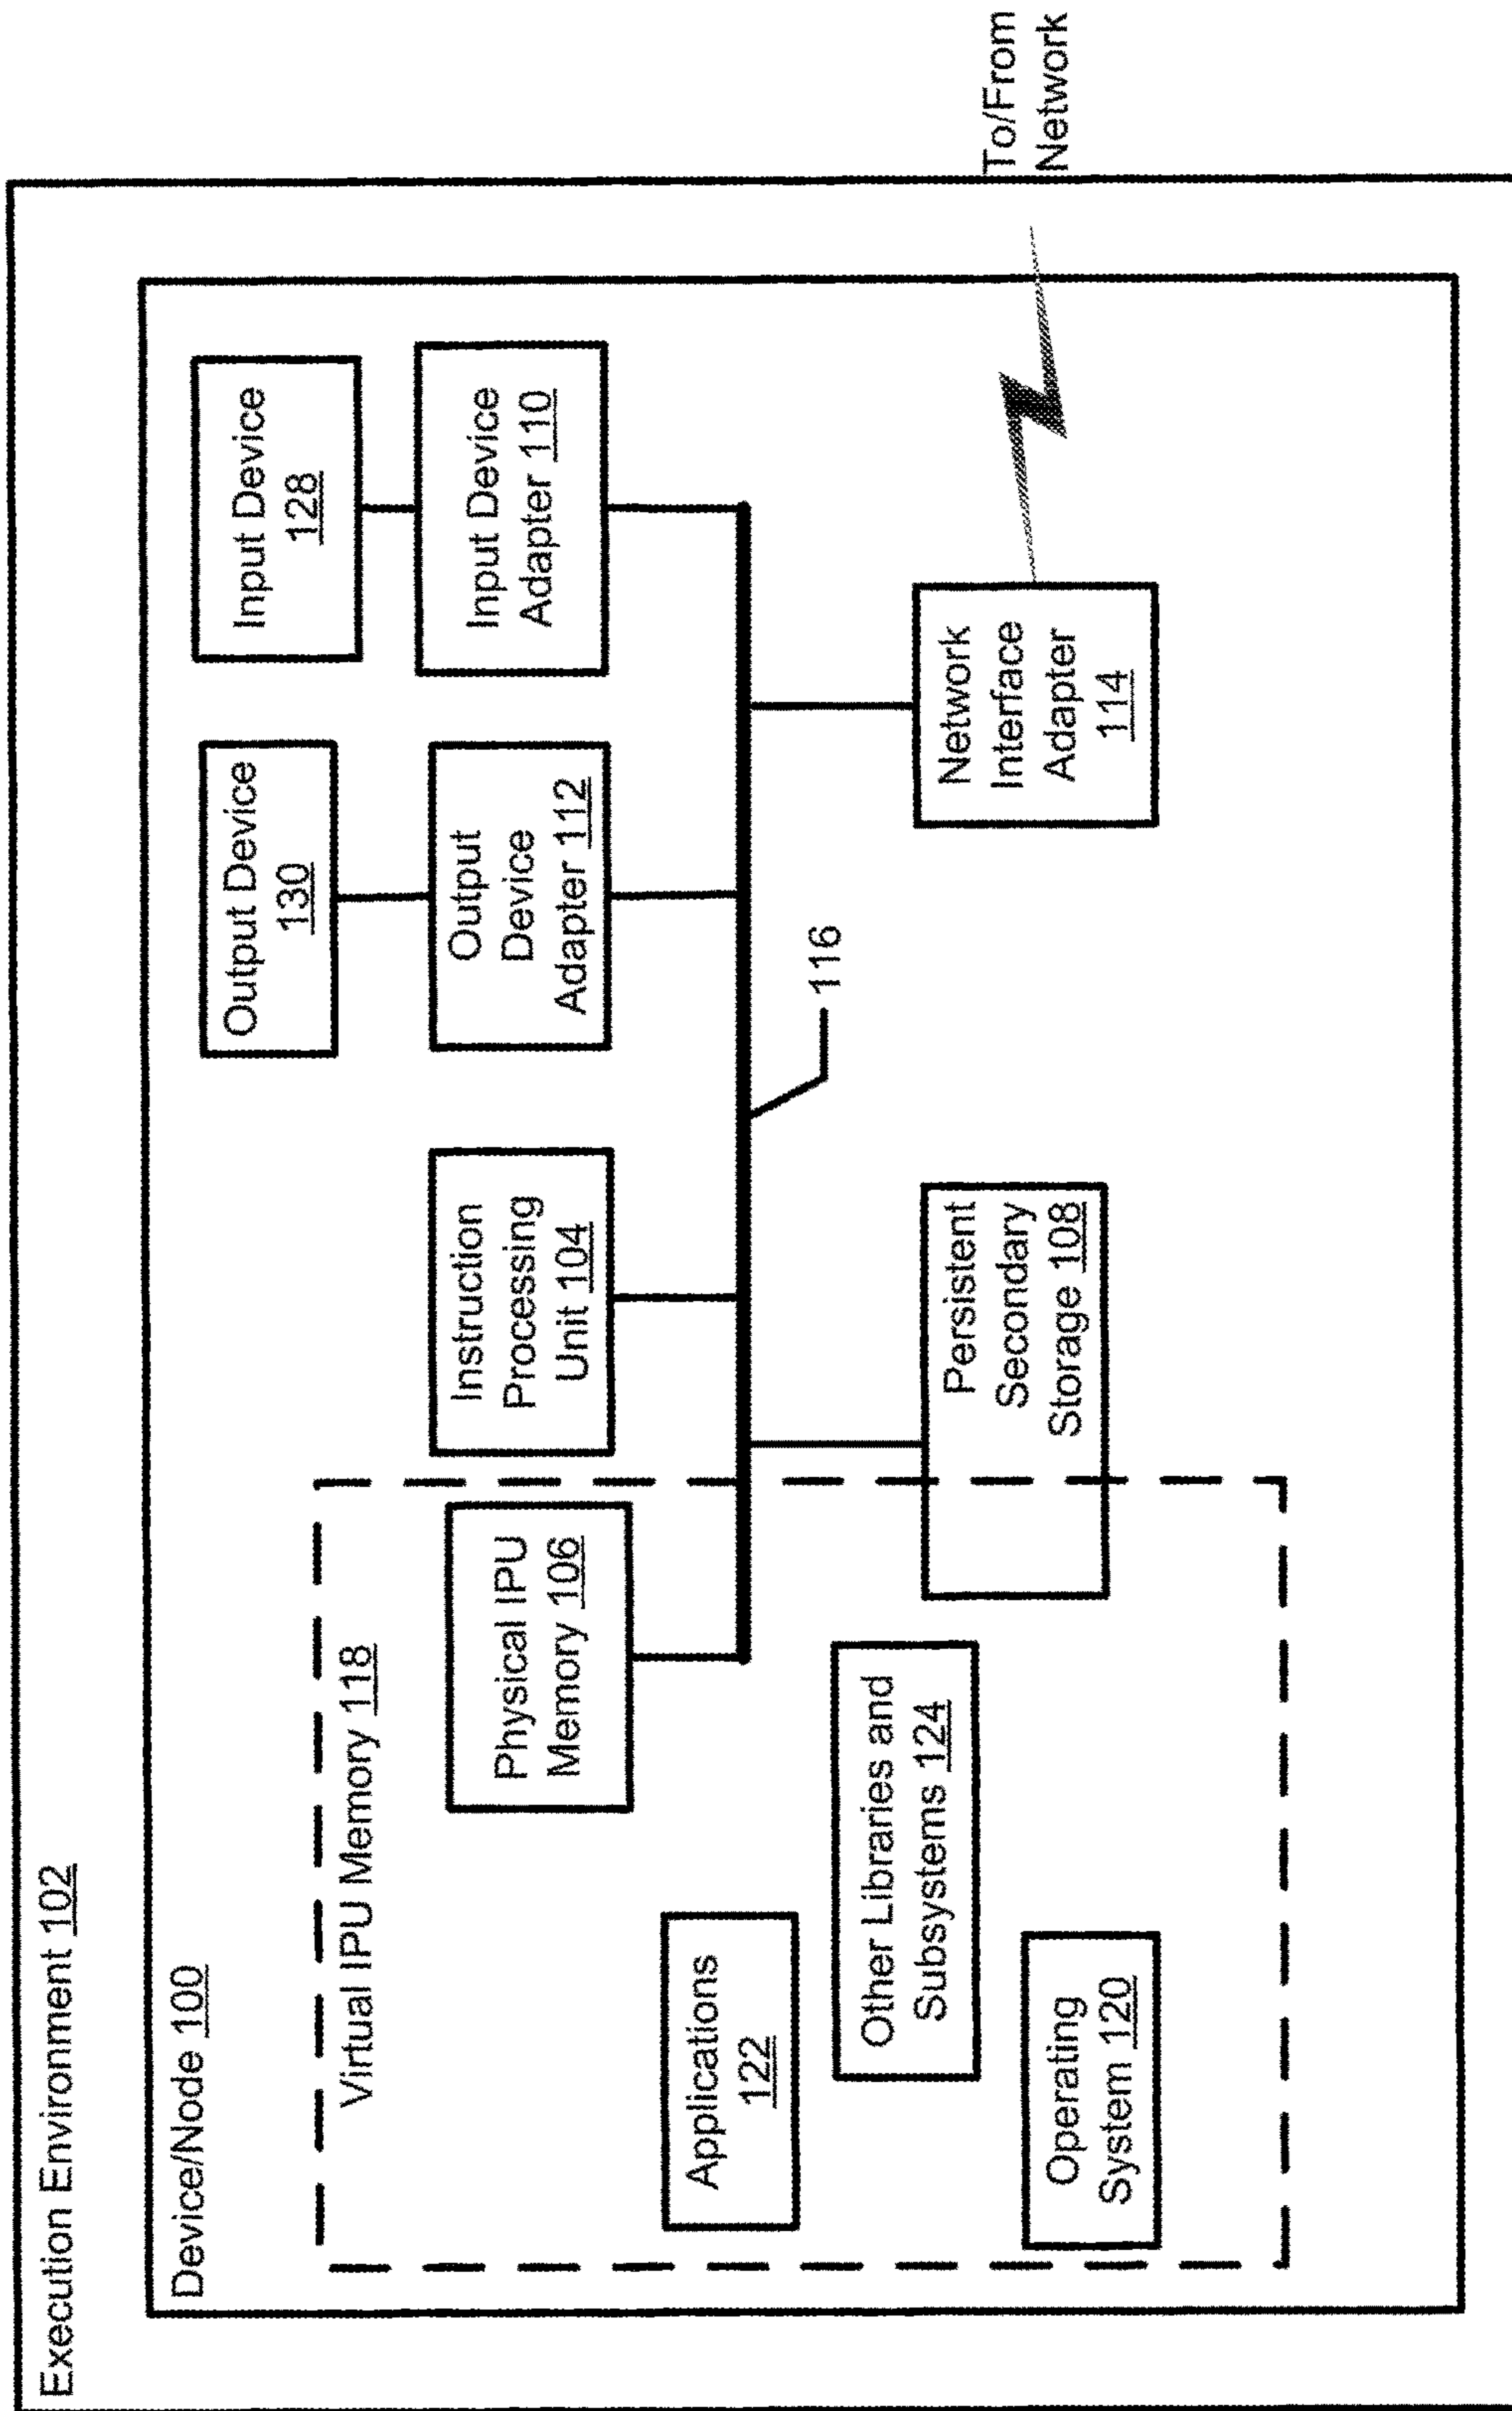 Execution Environment 102
Device/Node 100
Virtual IPU Memory 118
Physical IPU
Memory 106
Instruction
Processing
Unit 104
Output Device
130
Output
Device
Adapter 112
Input Device
128
Input Device
Adapter 110
Applications
122
Other Libraries and
Subsystems 124
Operating
System 120
Persistent
Secondary
Storage 108
116
Network
Interface
Adapter
114
To/From
Network